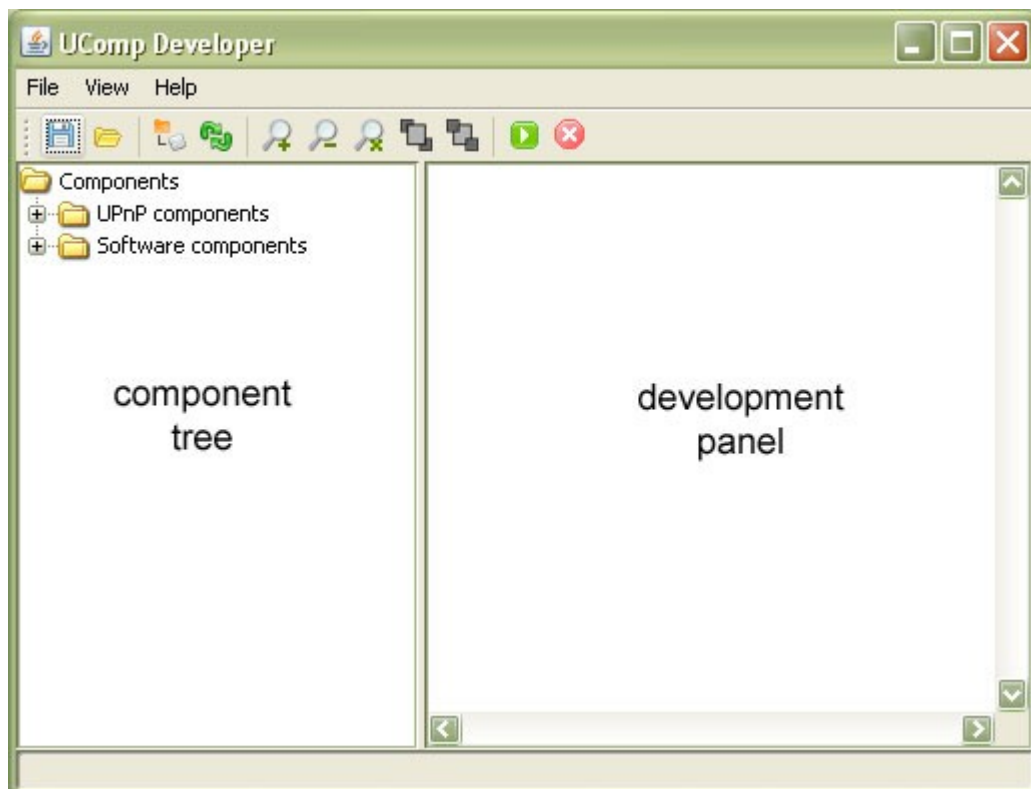 UComp Developer
File View Help
Components
UPnP components
Software components
component
tree
development
panel